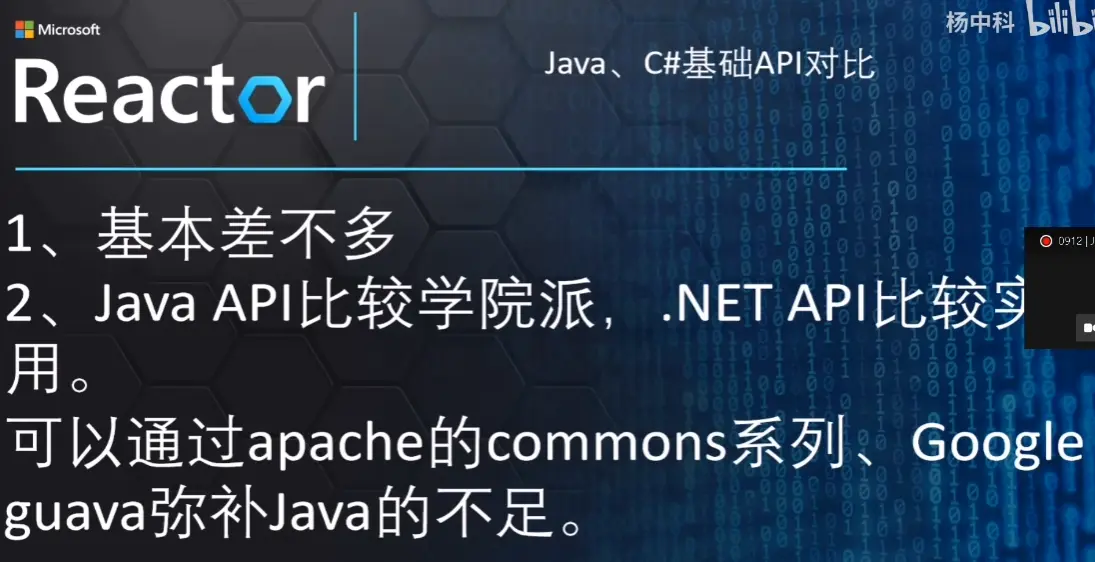 Microsoft
杨中科
bilibi
Reactor
Java、C#基础API对比
1、基本差不多
0912 | J
2、Java API比较学院派，.NET API比较实
用。
可以通过apache的commons系列、Google
guava弥补Java的不足。